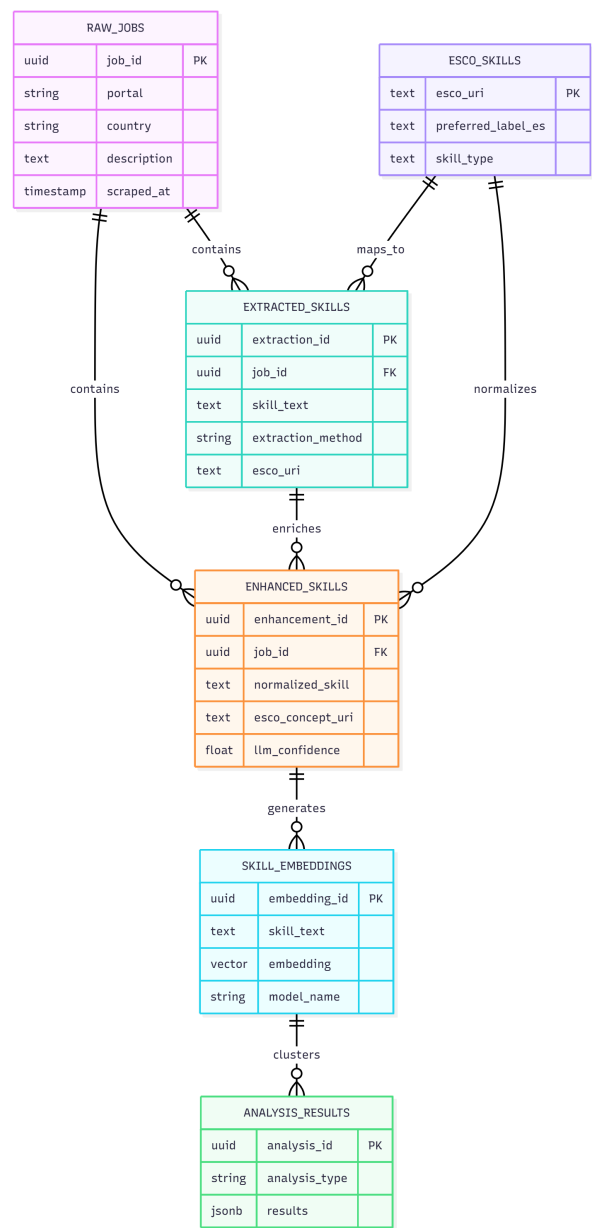 RAW_JOBS
uuid job_id PK
string portal
string country
text description
timestamp scraped_at
ESCO_SKILLS
text esco_uri PK
text preferred_label_es
text skill_type
contains
maps_to
EXTRACTED_SKILLS
uuid extraction_id PK
uuid job_id FK
text skill_text
string extraction_method
text esco_uri
contains
normalizes
enriches
ENHANCED_SKILLS
uuid enhancement_id PK
uuid job_id FK
text normalized_skill
text esco_concept_uri
float llm_confidence
generates
SKILL_EMBEDDINGS
uuid embedding_id PK
text skill_text
vector embedding
string model_name
clusters
ANALYSIS_RESULTS
uuid analysis_id PK
string analysis_type
jsonb results